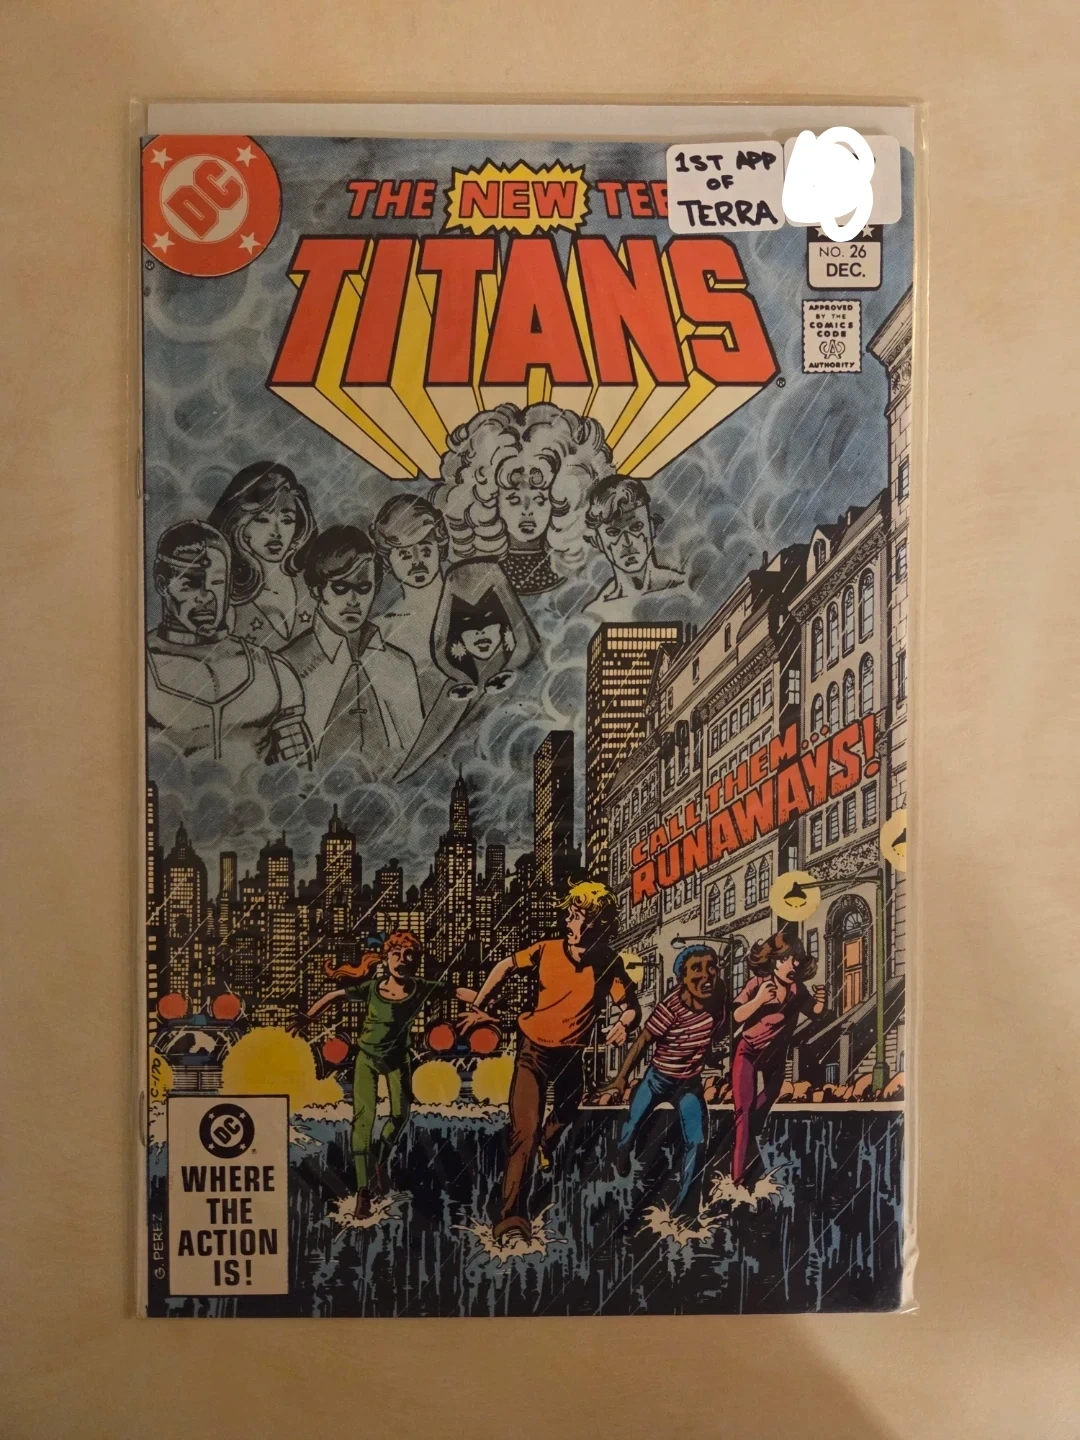 DC
THE NEW TEE
TITANS
1ST APP
OF
TERRA
NO. 26
DEC.
APPROVED
BY THE
COMICS
CODE
AUTHORITY
CALL THEM...
RUNAWAYS!
DC
WHERE
THE
ACTION
IS!
G. PEREZ